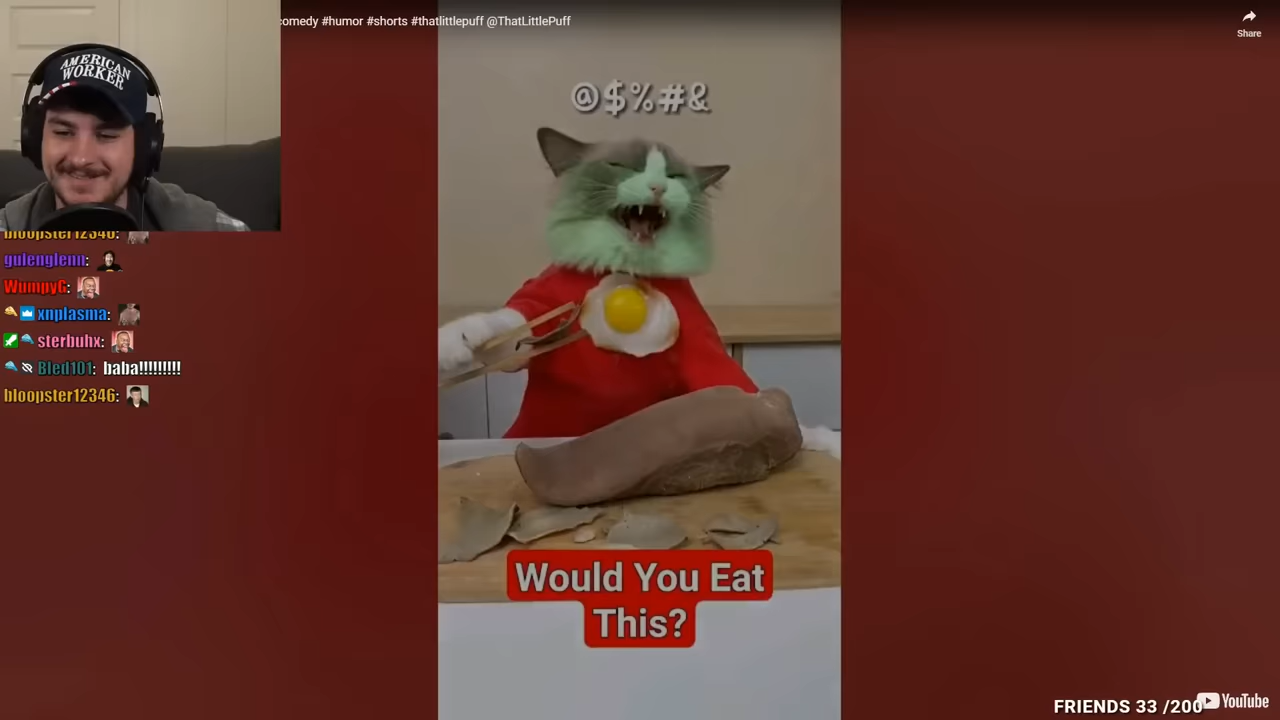 comedy #humor #shorts #thatlittlepuff @ThatLittlePuff
Share
AMERICAN
WORKER
@$%#&
bloopster12346:
gulenglenn:
WumpyG:
xnplasma:
sterbuhx:
Bled101: baba!!!!!!!!!
bloopster12346:
Would You Eat
This?
FRIENDS 33 /200
YouTube